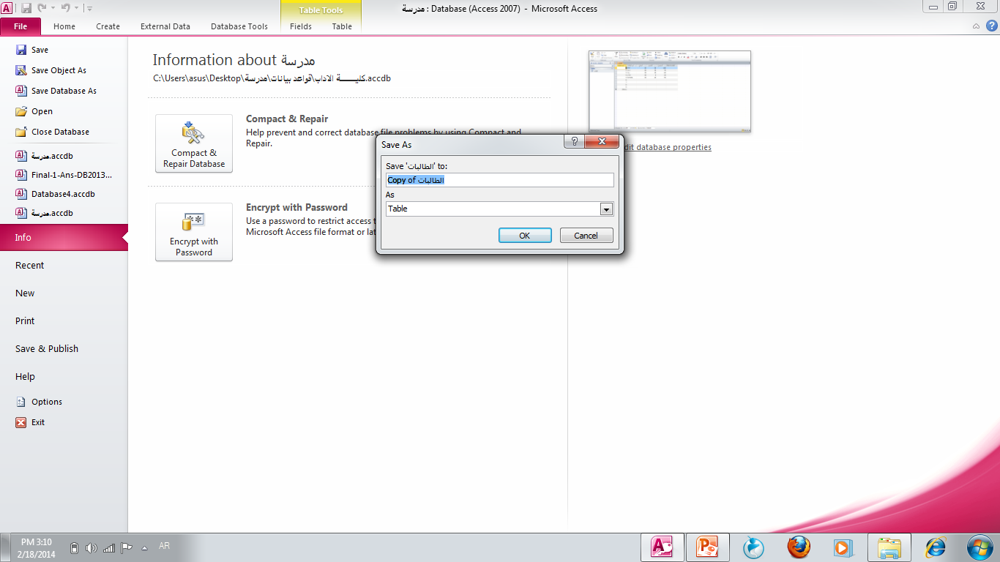 Table Tools
مدرسة : Database (Access 2007) - Microsoft Access
File
Home
Create
External Data
Database Tools
Fields
Table
Save
Save Object As
Save Database As
Open
Close Database
مدرسة.accdb
Final-1-Ans-DB2013...
Database4.accdb
مدرسة.accdb
Info
Recent
New
Print
Save & Publish
Help
Options
Exit
Information about مدرسة
C:\Users\asus\Desktop\كليـــــة الاداب\قواعد بيانات\مدرسة.accdb
Compact &
Repair Database
Compact & Repair
Help prevent and correct database file problems by using Compact and
Repair.
Encrypt with
Password
Encrypt with Password
Use a password to restrict access t
Microsoft Access file format or lat
dit database properties
Save As
Save 'الطالبات' to:
Copy of الطالبات
As
Table
OK
Cancel
PM 3:10
2/18/2014
AR